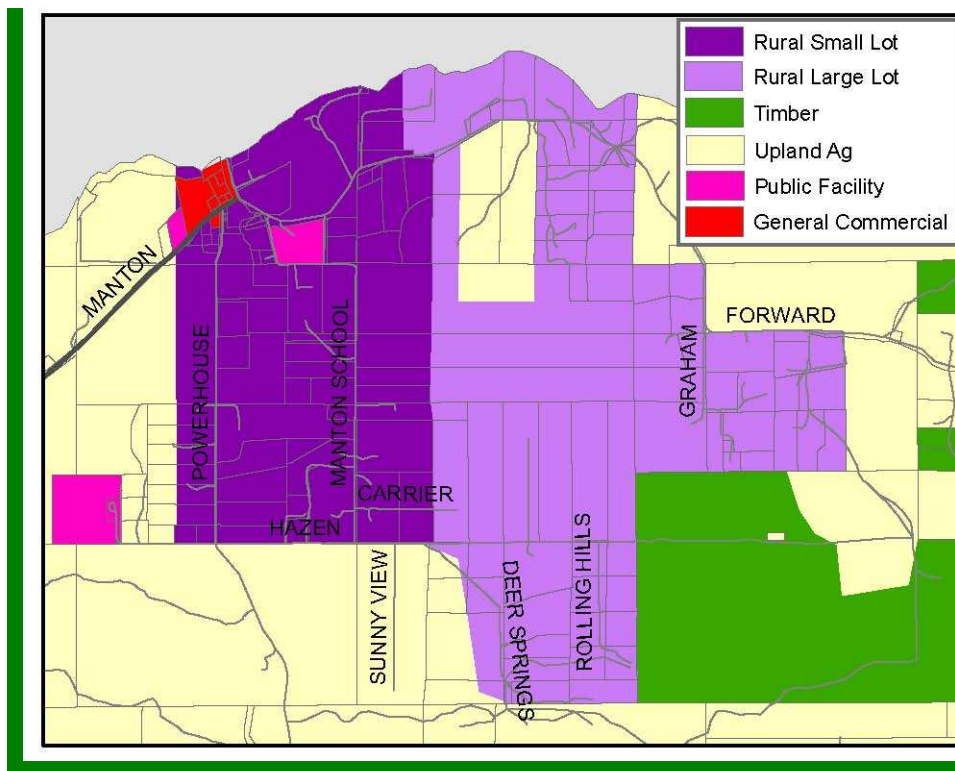 Rural Small Lot
Rural Large Lot
Timber
Upland Ag
Public Facility
General Commercial
MANTON
FORWARD
POWERHOUSE
MANTON SCHOOL
GRAHAM
CARRIER
HAZEN
SUNNY VIEW
DEER SPRINGS
ROLLING HILLS